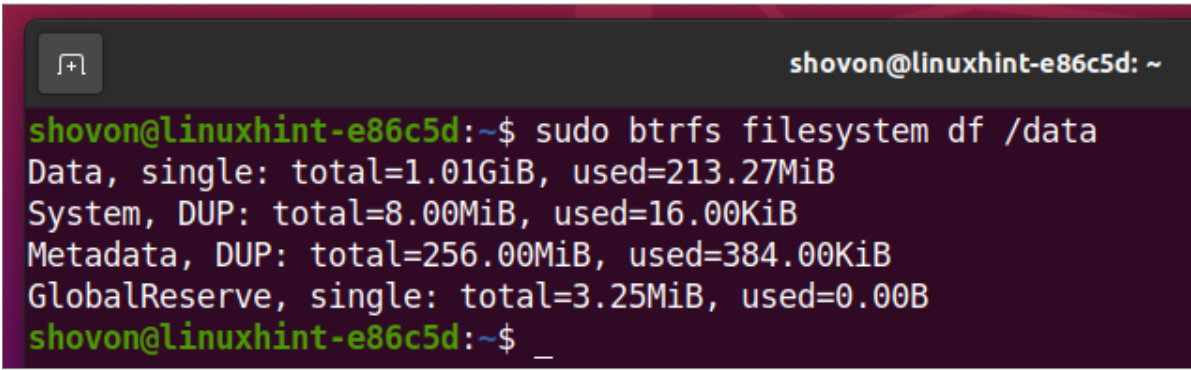 shovon@linuxhint-e86c5d: ~
shovon@linuxhint-e86c5d:~$ sudo btrfs filesystem df /data
Data, single: total=1.01GiB, used=213.27MiB
System, DUP: total=8.00MiB, used=16.00KiB
Metadata, DUP: total=256.00MiB, used=384.00KiB
GlobalReserve, single: total=3.25MiB, used=0.00B
shovon@linuxhint-e86c5d:~$ _